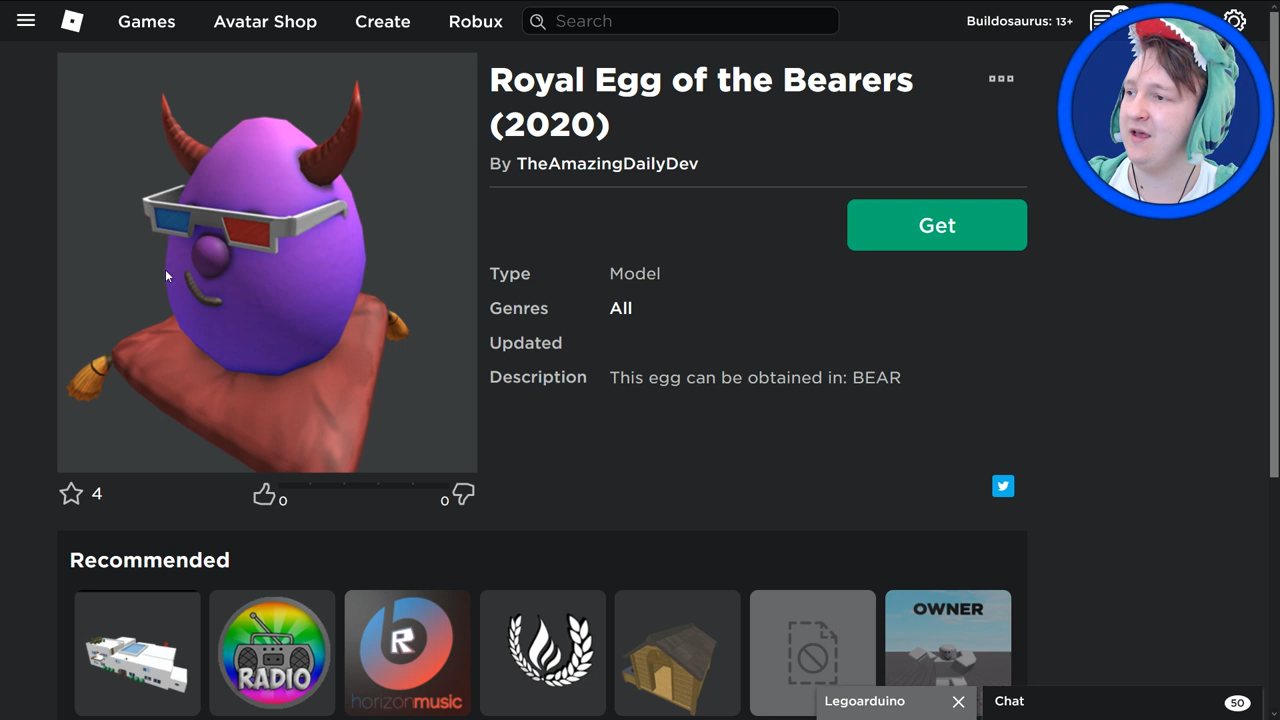 Games
Avatar Shop
Create
Robux
Search
Buildosaurus: 13+
Royal Egg of the Bearers
(2020)
By TheAmazingDailyDev
Get
Type Model
Genres All
Updated
Description This egg can be obtained in: BEAR
4
0
0
Recommended
RADIO
R
horizonmusic
OWNER
Legoarduino
Chat
50